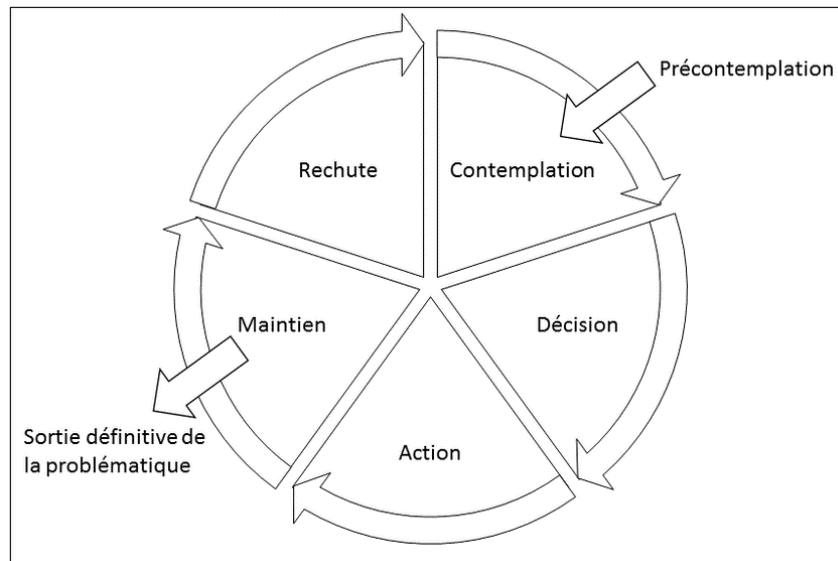 Précontemplation
Rechute
Contemplation
Maintien
Décision
Sortie définitive de
la problématique
Action